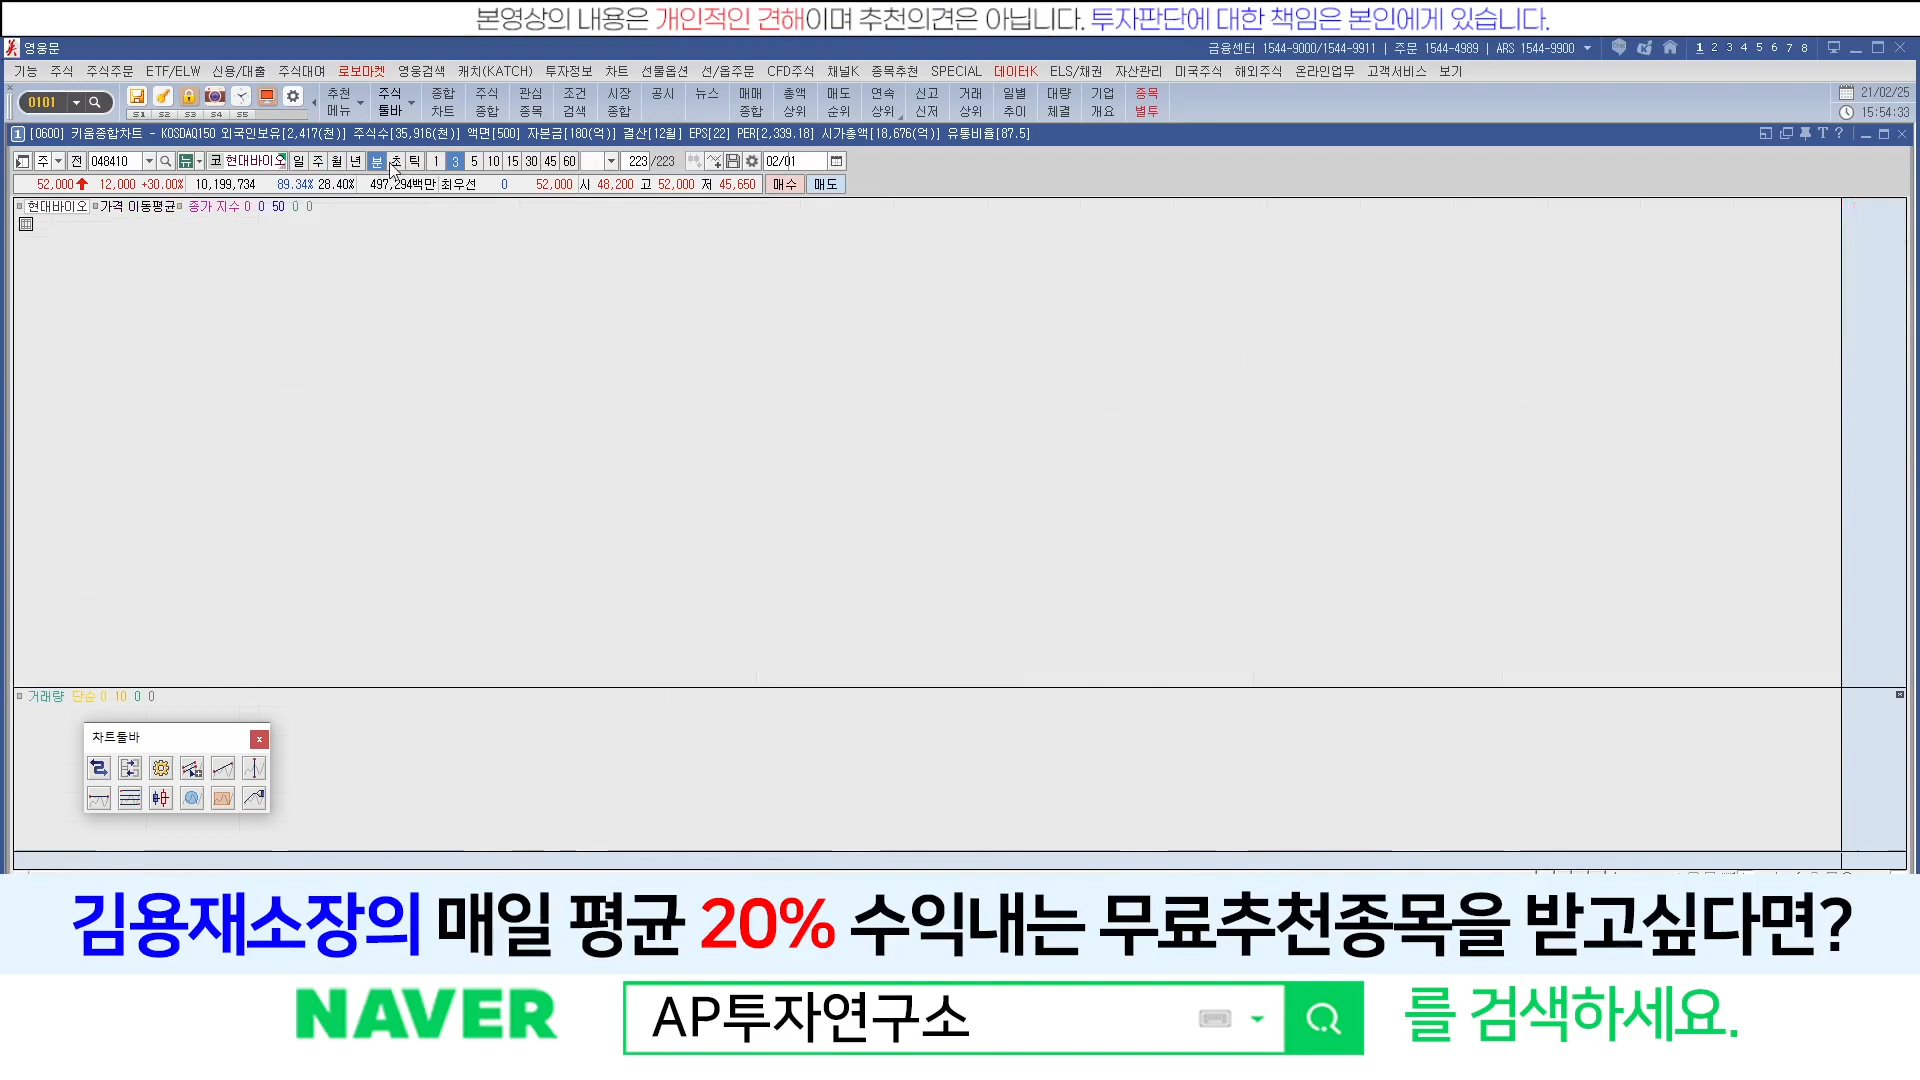 본영상의 내용은 개인적인 견해이며 추천의견은 아닙니다. 투자판단에 대한 책임은 본인에게 있습니다.
영웅문 금융센터 1544-9000/1544-9911 | 주문 1544-4989 | ARS 1544-9900 1 2 3 4 5 6 7 8
기능 주식 주식주문 ETF/ELW 신용/대출 주식대여 로보마켓 영웅검색 캐치(KATCH) 투자정보 차트 선물옵션 선/옵주문 CFD주식 채널K 종목추천 SPECIAL 데이터K ELS/채권 자산관리 미국주식 해외주식 온라인업무 고객서비스 보기
0101 추천 주식 종합 주식 관심 조건 시장 공시 뉴스 매매 총액 매도 연속 신고 거래 일별 대량 기업 종목 21/02/25
S1 S2 S3 S4 S5 메뉴 툴바 차트 종합 종목 검색 종합 종합 상위 순위 상위 신저 상위 추이 체결 개요 별투 15:54:33
1 [0600] 키움종합차트 - KOSDAQ150 외국인보유[2,417(천)] 주식수[35,916(천)] 액면[500] 자본금[180(억)] 결산[12월] EPS[22] PER[2,339.18] 시가총액[18,676(억)] 유통비율[87.5] T ?
주 전 048410 뉴 코 현대바이오 일 주 월 년 분 초 틱 1 3 5 10 15 30 45 60 223 /223 02/01
52,000 12,000 +30.00% 10,199,734 89.34% 28.40% 497,294백만 최우선 0 52,000 시 48,200 고 52,000 저 45,650 매수 매도
현대바이오 가격 이동평균 종가 지수 0 0 50 0 0
거래량 단순 0 10 0 0
차트툴바
김용재소장의 매일 평균 20% 수익내는 무료추천종목을 받고싶다면?
NAVER AP투자연구소 를 검색하세요.